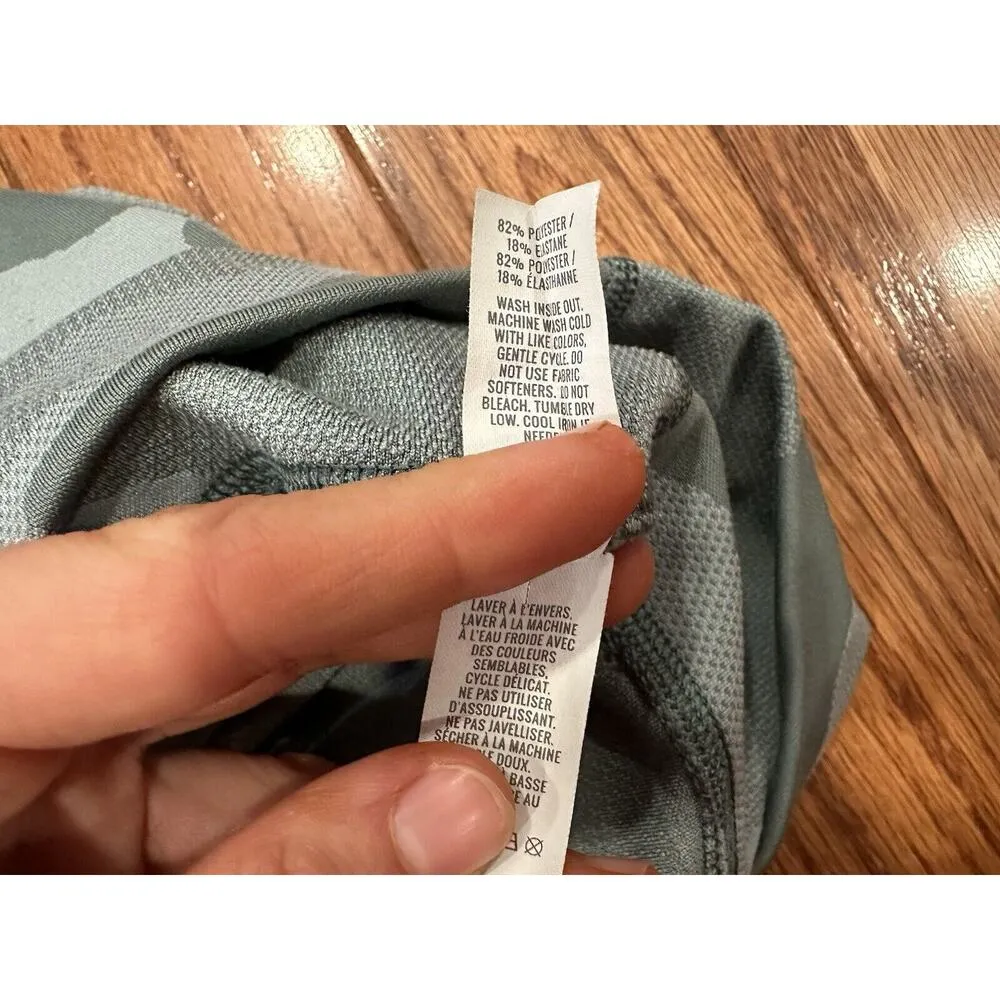 82% POLYESTER /
18% ELASTANE
82% POLYESTER /
18% ÉLASTHANNE
WASH INSIDE OUT.
MACHINE WASH COLD
WITH LIKE COLORS,
GENTLE CYCLE. DO
NOT USE FABRIC
SOFTENERS. DO NOT
BLEACH. TUMBLE DRY
LOW. COOL IRON IF
LAVER À L'ENVERS.
LAVER À LA MACHINE
À L'EAU FROIDE AVEC
DES COULEURS
SEMBLABLES,
CYCLE DÉLICAT.
NE PAS UTILISER
D'ASSOUPLISSANT.
NE PAS JAVELLISER.
SÉCHER À LA MACHINE
DOUX.
BASSE
AU